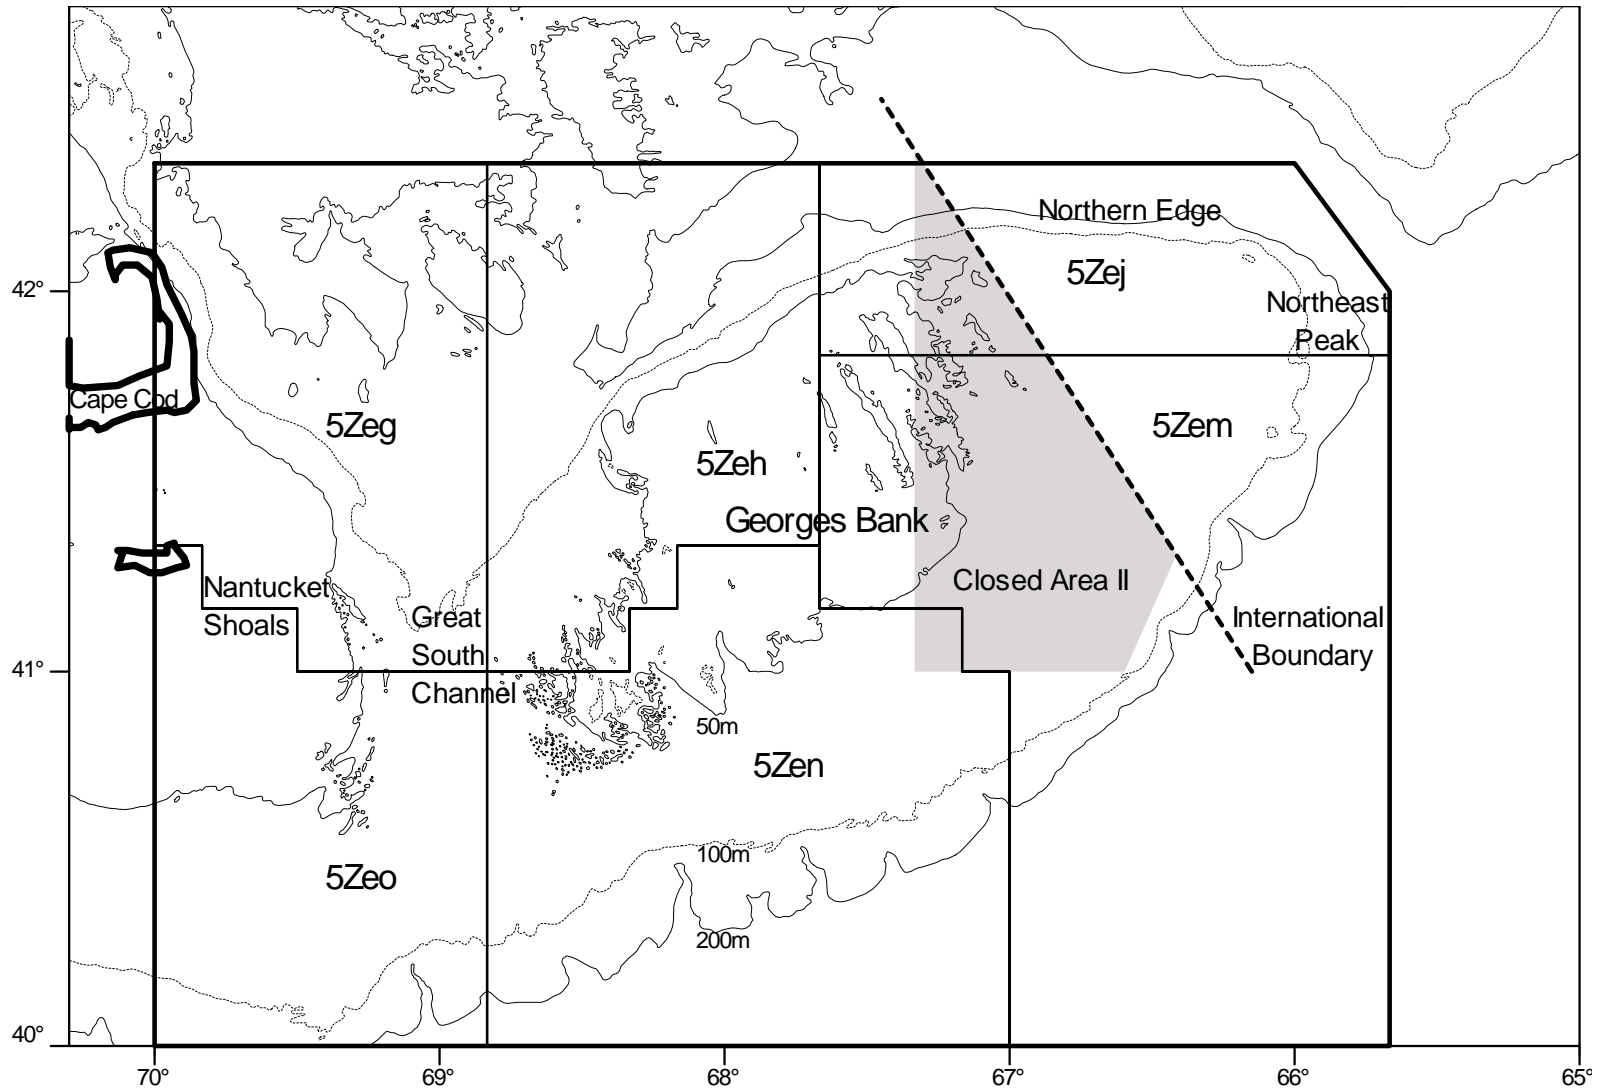 Northern Edge
5Zej
42°
Northeast
Peak
Cape Cod
5Zeg
5Zem
5Zeh
Georges Bank
Closed Area II
Nantucket
Shoals
Great
South
Channel
International
Boundary
41°
50m
5Zen
100m
5Zeo
200m
40°
70°
69°
68°
67°
66°
65°